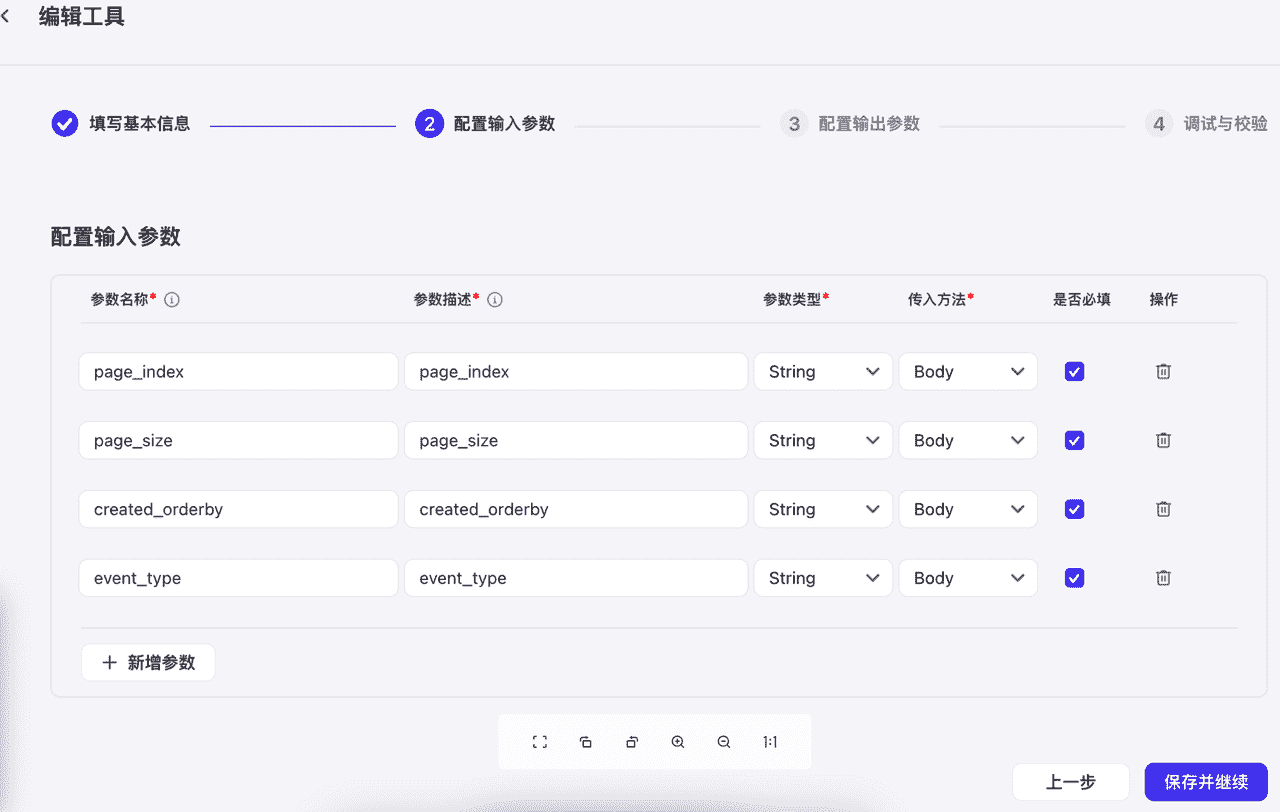 编辑工具
填写基本信息 2 配置输入参数 3 配置输出参数 4 调试与校验
配置输入参数
参数名称* 参数描述* 参数类型* 传入方法* 是否必填 操作
page_index page_index String Body
page_size page_size String Body
created_orderby created_orderby String Body
event_type event_type String Body
+ 新增参数
1:1
上一步 保存并继续